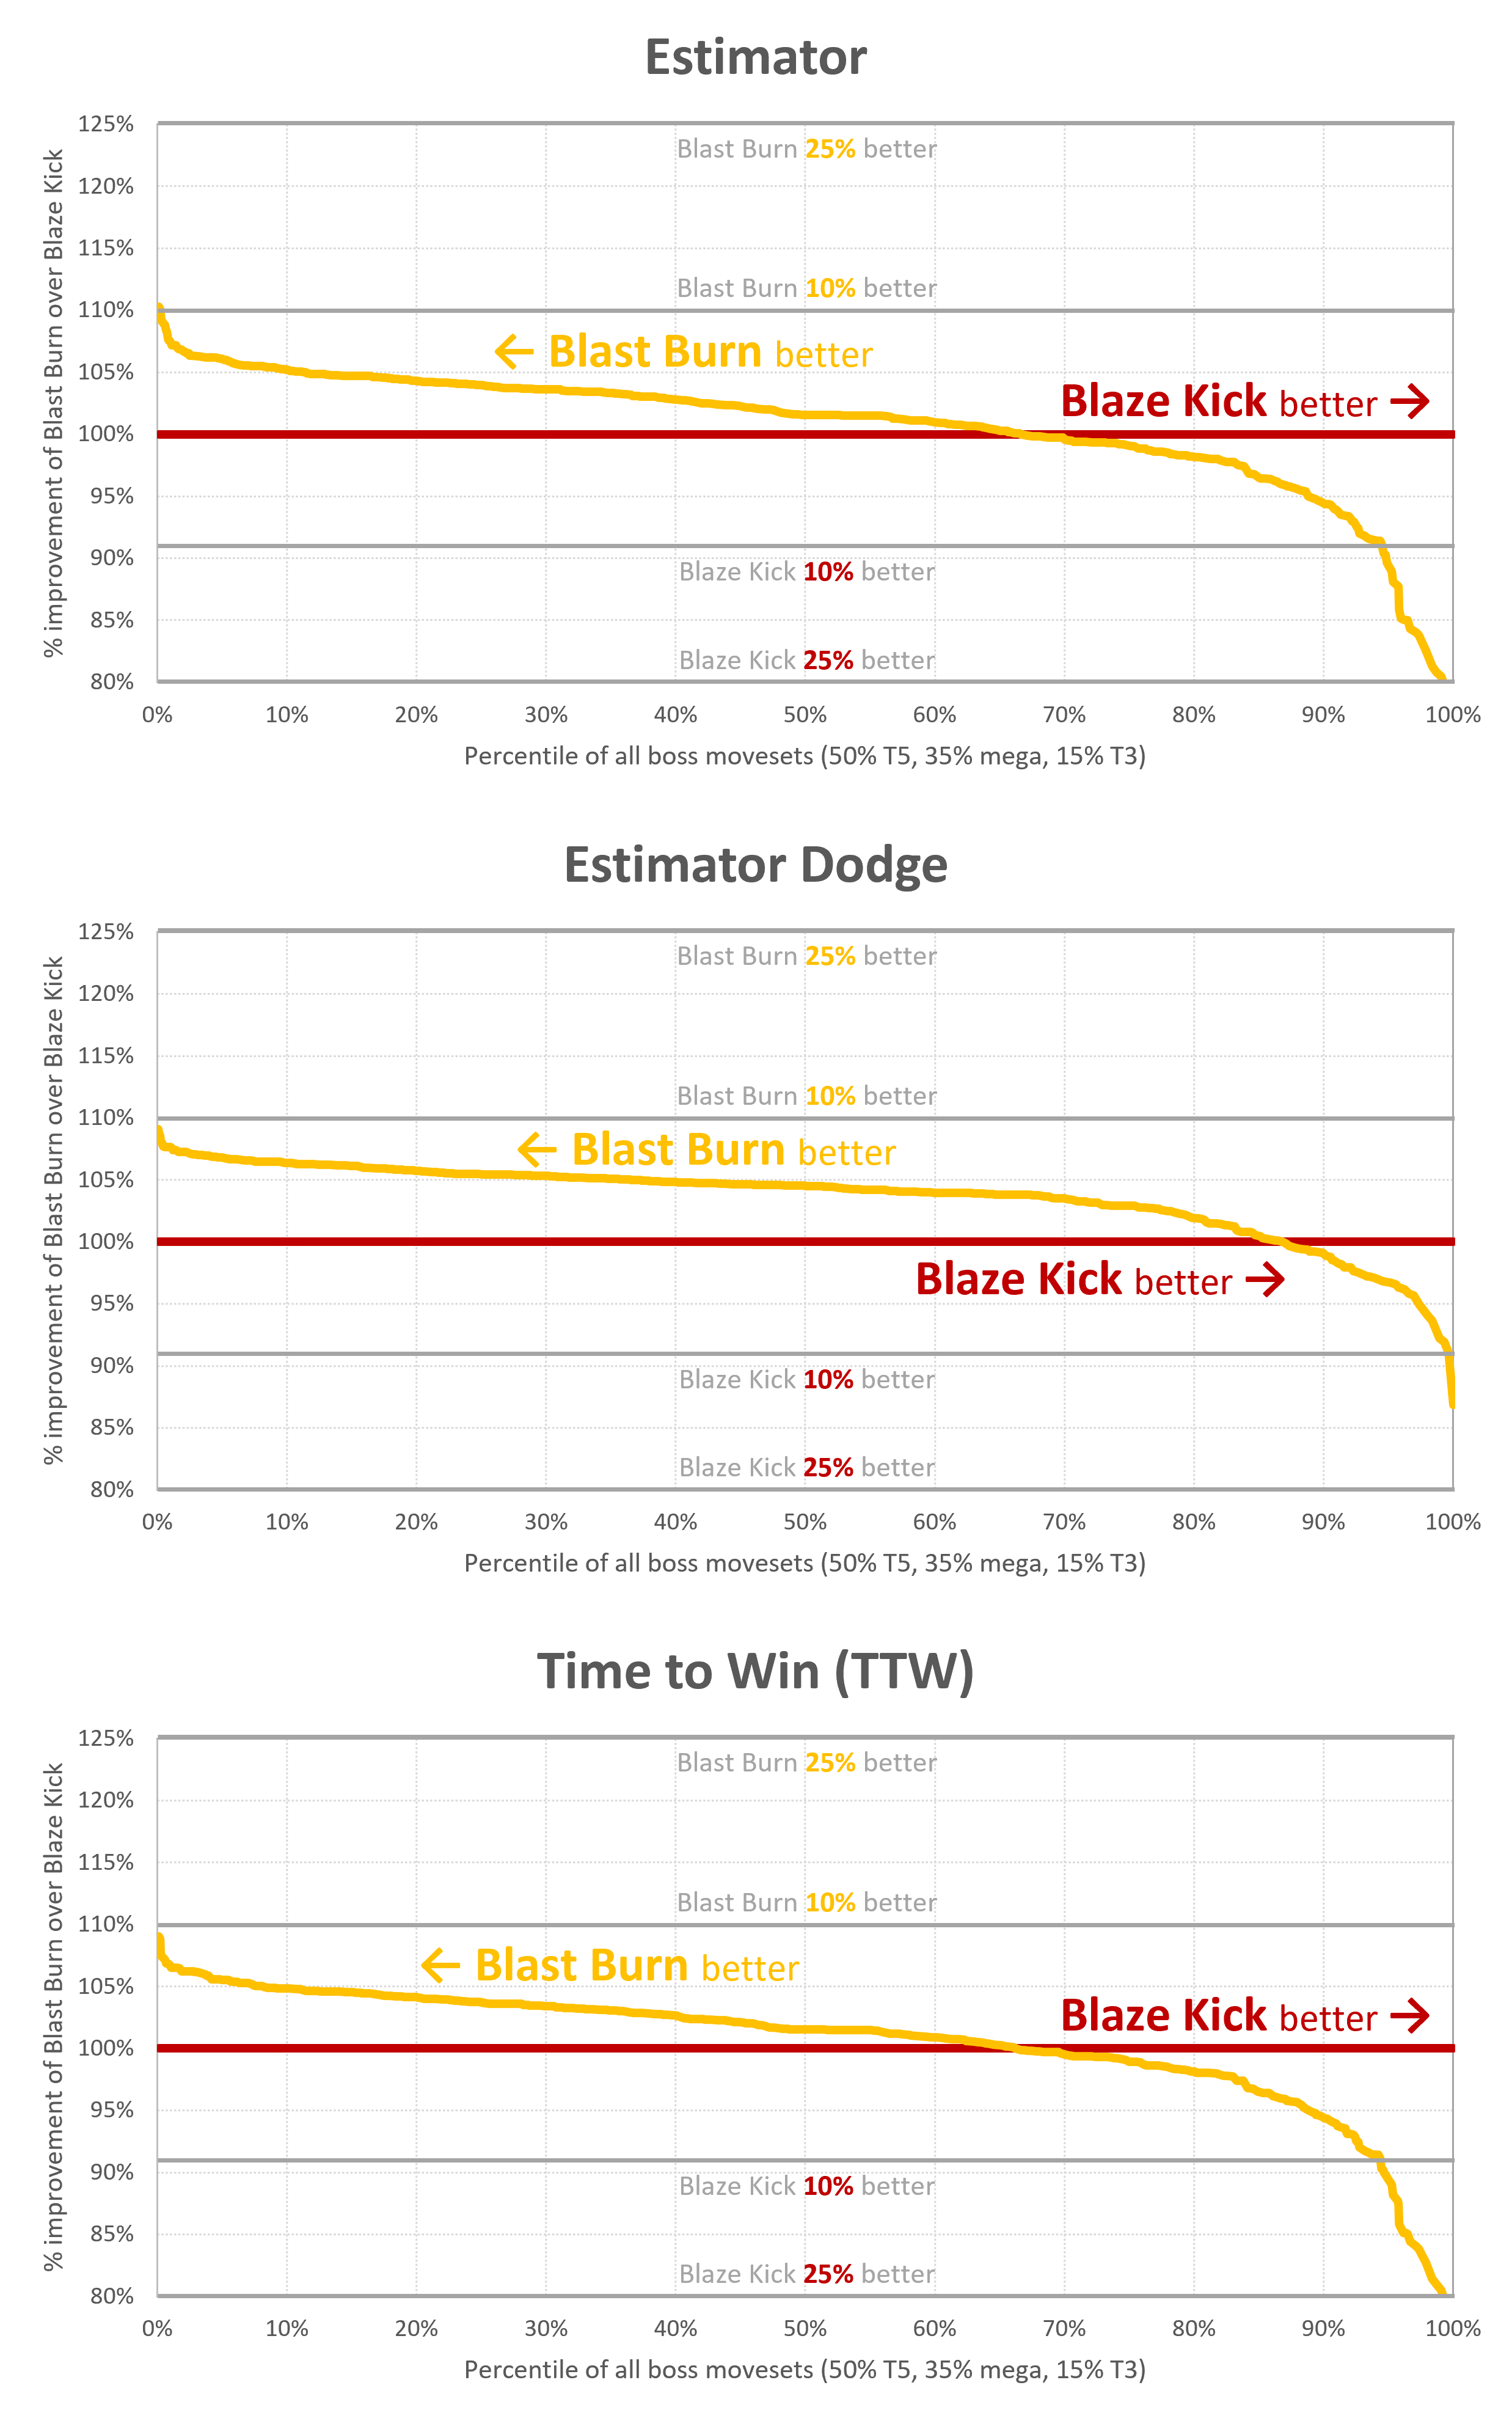 Estimator
% improvement of Blast Burn over Blaze Kick
125%
Blast Burn 25% better
120%
115%
Blast Burn 10% better
110%
← Blast Burn better
105%
Blaze Kick better →
100%
95%
90%
Blaze Kick 10% better
85%
Blaze Kick 25% better
80%
0% 10% 20% 30% 40% 50% 60% 70% 80% 90% 100%
Percentile of all boss movesets (50% T5, 35% mega, 15% T3)
Estimator Dodge
% improvement of Blast Burn over Blaze Kick
125%
Blast Burn 25% better
120%
115%
Blast Burn 10% better
110%
← Blast Burn better
105%
100%
Blaze Kick better →
95%
90%
Blaze Kick 10% better
85%
Blaze Kick 25% better
80%
0% 10% 20% 30% 40% 50% 60% 70% 80% 90% 100%
Percentile of all boss movesets (50% T5, 35% mega, 15% T3)
Time to Win (TTW)
% improvement of Blast Burn over Blaze Kick
125%
Blast Burn 25% better
120%
115%
Blast Burn 10% better
110%
← Blast Burn better
105%
Blaze Kick better →
100%
95%
90%
Blaze Kick 10% better
85%
Blaze Kick 25% better
80%
0% 10% 20% 30% 40% 50% 60% 70% 80% 90% 100%
Percentile of all boss movesets (50% T5, 35% mega, 15% T3)